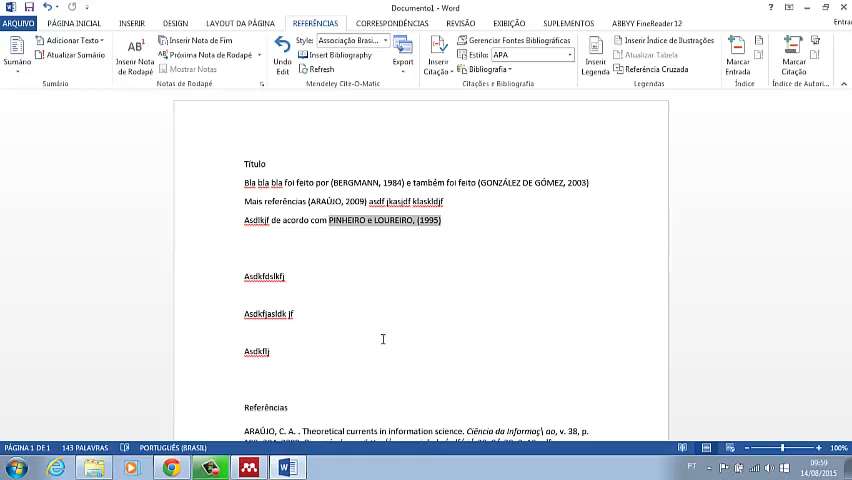 Documento1 - Word
ARQUIVO PÁGINA INICIAL INSERIR DESIGN LAYOUT DA PÁGINA REFERÊNCIAS CORRESPONDÊNCIAS REVISÃO EXIBIÇÃO SUPLEMENTOS ABBYY FineReader 12 Entrar
Sumário
Adicionar Texto
Atualizar Sumário
Sumário
AB¹
Inserir Nota de Rodapé
Inserir Nota de Fim
Próxima Nota de Rodapé
Mostrar Notas
Notas de Rodapé
Undo Edit
Style: Associação Brasi...
Insert Bibliography
Refresh
Export
Mendeley Cite-O-Matic
Inserir Citação
Gerenciar Fontes Bibliográficas
Estilo: APA
Bibliografia
Citações e Bibliografia
Inserir Legenda
Inserir Índice de Ilustrações
Atualizar Tabela
Referência Cruzada
Legendas
Marcar Entrada
Índice
Marcar Citação
Índice de Autori...
Título
Bla bla bla foi feito por (BERGMANN, 1984) e também foi feito (GONZÁLEZ DE GÓMEZ, 2003)
Mais referências (ARAÚJO, 2009) asdf jkasjdf klaskldjf
Asdlkjf de acordo com PINHEIRO e LOUREIRO, (1995)
Asdkfdslkfj
Asdkfjasldk jf
Asdkflj
Referências
ARAÚJO, C. A. . Theoretical currents in information science. Ciência da Informaç\ ao, v. 38, p.
PÁGINA 1 DE 1 143 PALAVRAS PORTUGUÊS (BRASIL) 100%
PT 09:59
14/08/2015